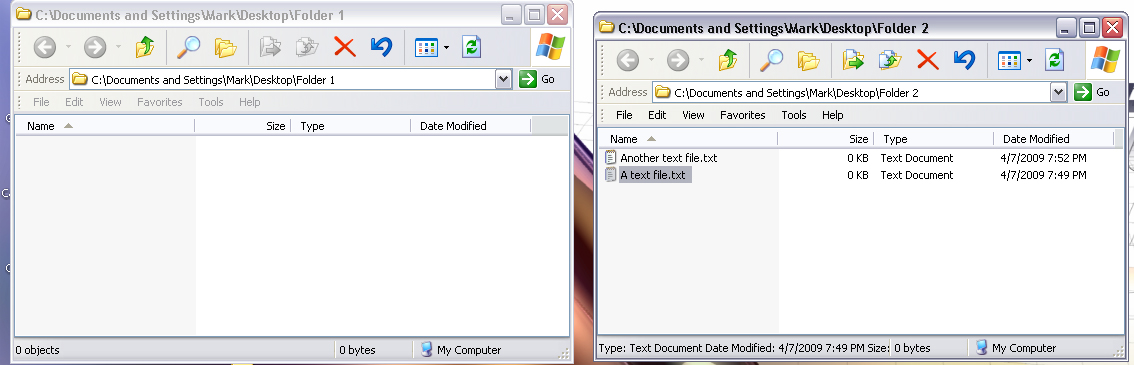 C:\Documents and Settings\Mark\Desktop\Folder 1
Address C:\Documents and Settings\Mark\Desktop\Folder 1 Go
File Edit View Favorites Tools Help
Name Size Type Date Modified
0 objects 0 bytes My Computer
C:\Documents and Settings\Mark\Desktop\Folder 2
Address C:\Documents and Settings\Mark\Desktop\Folder 2 Go
File Edit View Favorites Tools Help
Name Size Type Date Modified
Another text file.txt 0 KB Text Document 4/7/2009 7:52 PM
A text file.txt 0 KB Text Document 4/7/2009 7:49 PM
Type: Text Document Date Modified: 4/7/2009 7:49 PM Size: 0 bytes My Computer